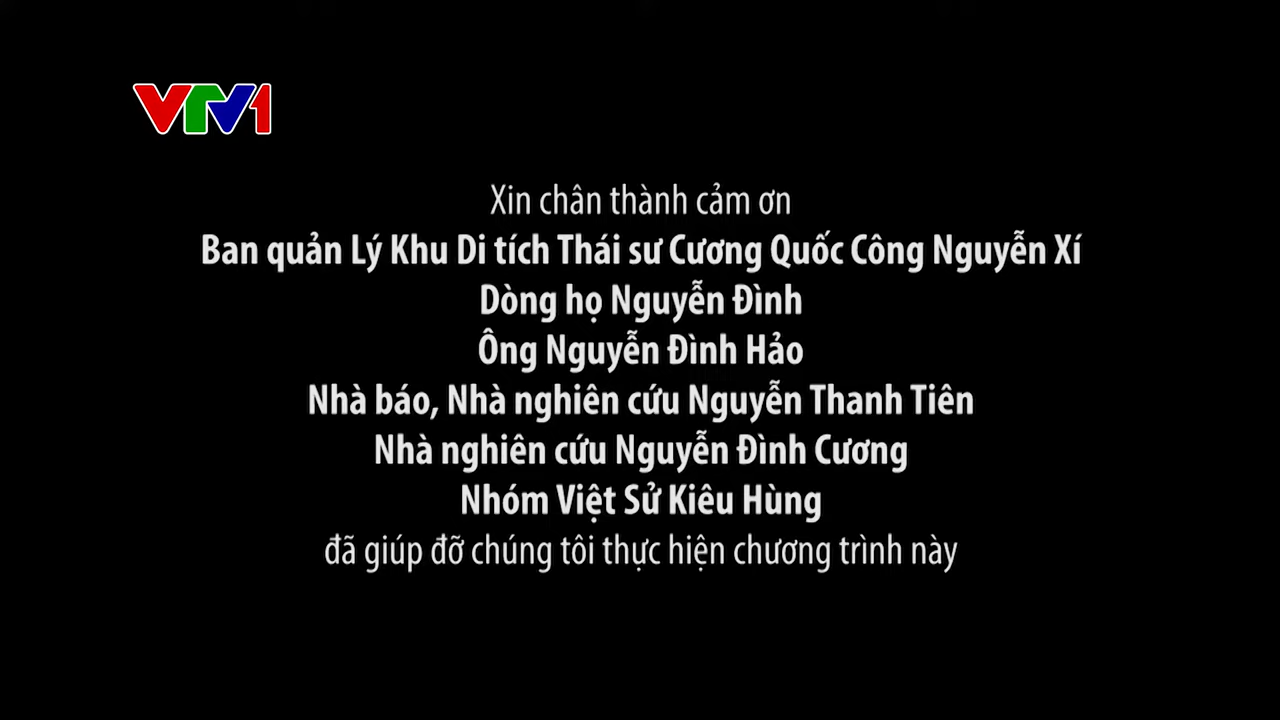 VTV1
Xin chân thành cảm ơn
Ban quản Lý Khu Di tích Thái sư Cương Quốc Công Nguyễn Xí
Dòng họ Nguyễn Đình
Ông Nguyễn Đình Hảo
Nhà báo, Nhà nghiên cứu Nguyễn Thanh Tiên
Nhà nghiên cứu Nguyễn Đình Cương
Nhóm Việt Sử Kiêu Hùng
đã giúp đỡ chúng tôi thực hiện chương trình này